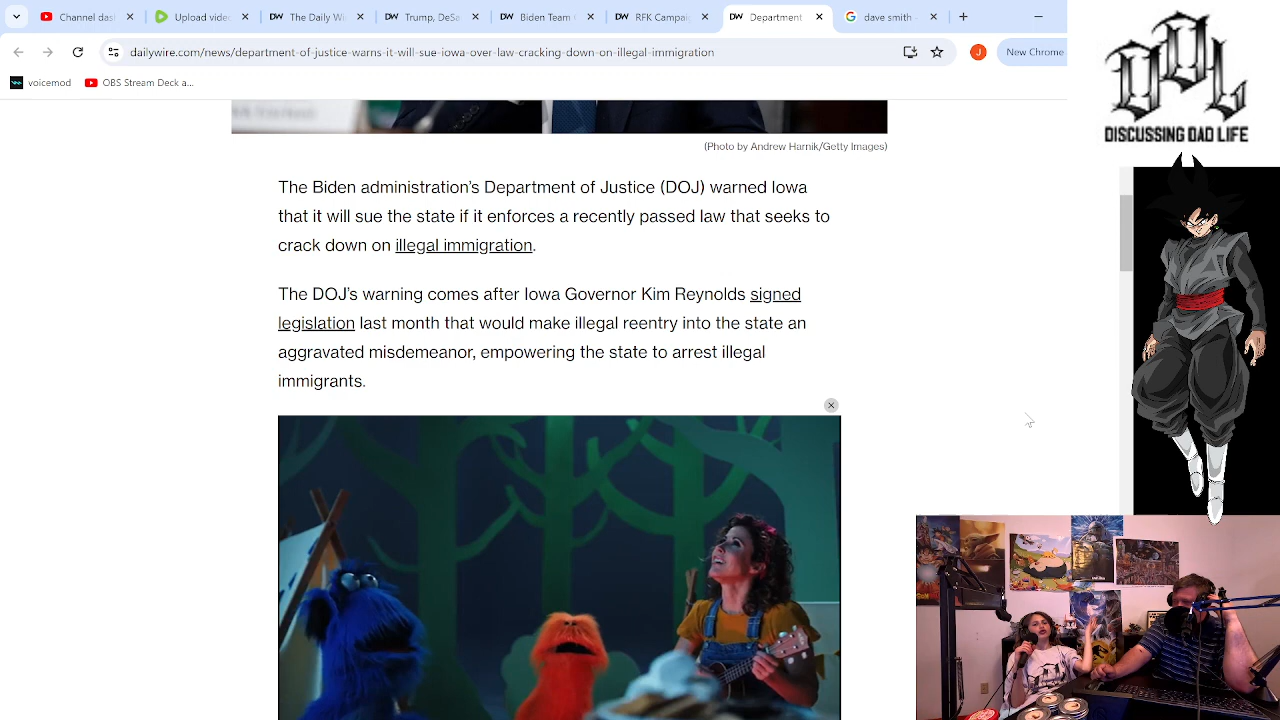 Channel das
Upload vide
The Daily Wi
Trump, DeSa
Biden Team
RFK Campai
Department
dave smith -
dailywire.com/news/department-of-justice-warns-it-will-sue-iowa-over-law-cracking-down-on-illegal-immigration
J
New Chrome
voicemod
OBS Stream Deck a...
DDL
DISCUSSING DAD LIFE
(Photo by Andrew Harnik/Getty Images)
The Biden administration's Department of Justice (DOJ) warned Iowa
that it will sue the state if it enforces a recently passed law that seeks to
crack down on illegal immigration.
The DOJ's warning comes after Iowa Governor Kim Reynolds signed
legislation last month that would make illegal reentry into the state an
aggravated misdemeanor, empowering the state to arrest illegal
immigrants.